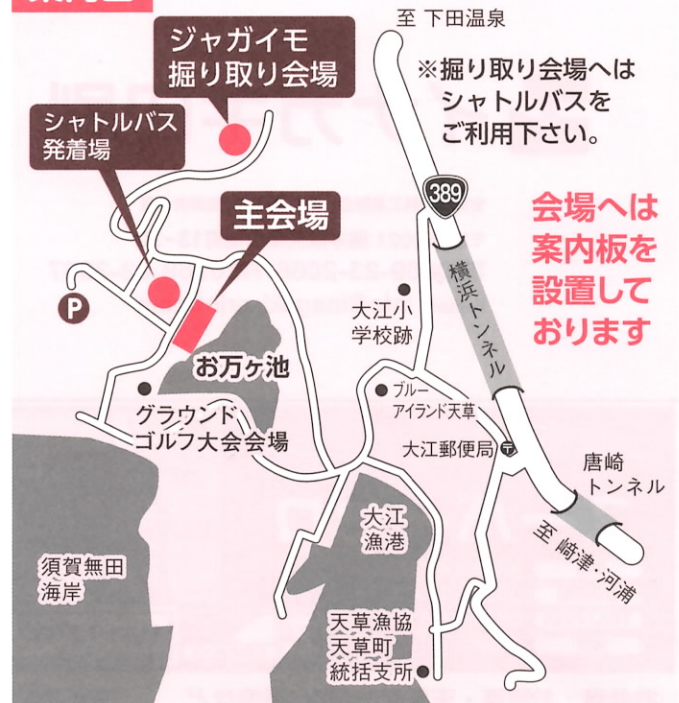 至 下田温泉
ジャガイモ
掘り取り会場
※掘り取り会場へは
シャトルバスを
ご利用下さい。
シャトルバス
発着場
389
主会場
会場へは
案内板を
設置して
おります
横浜トンネル
P
大江小
学校跡
お万ヶ池
ブルー
アイランド天草
グラウンド
ゴルフ大会会場
大江郵便局
〒
唐崎
トンネル
大江
漁港
至 﨑津・河浦
須賀無田
海岸
天草漁協
天草町
統括支所